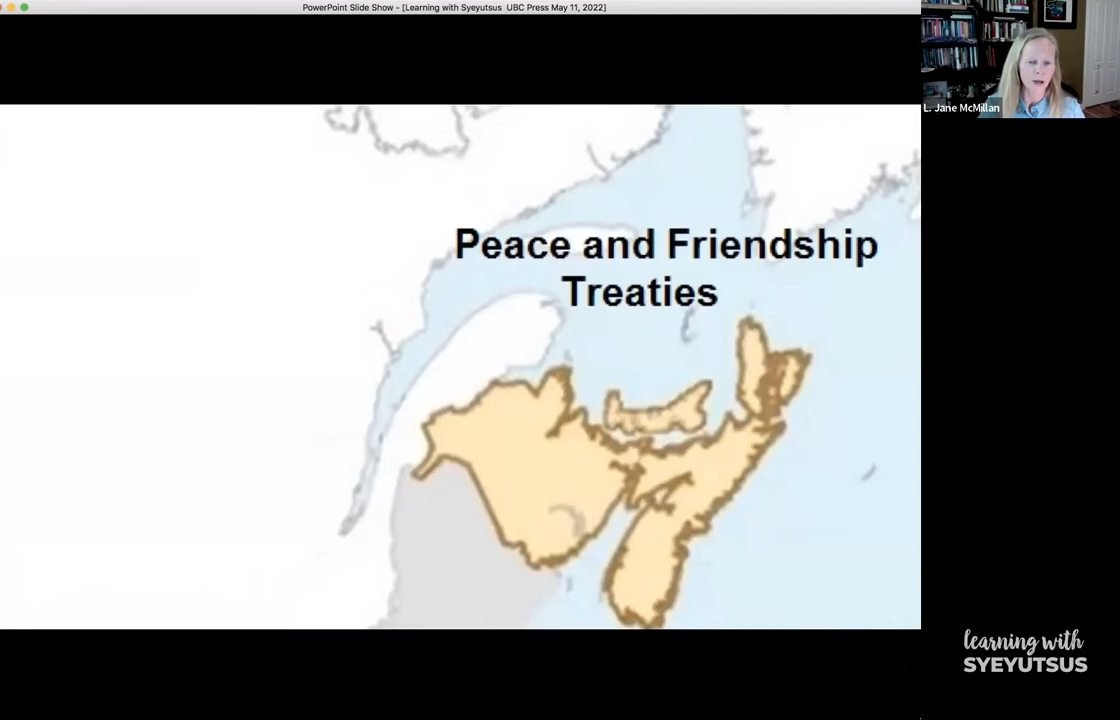 PowerPoint Slide Show - [Learning with Syeyutsus  UBC Press May 11, 2022]
L. Jane McMillan
Peace and Friendship
Treaties
learning with
SYEYUTSUS